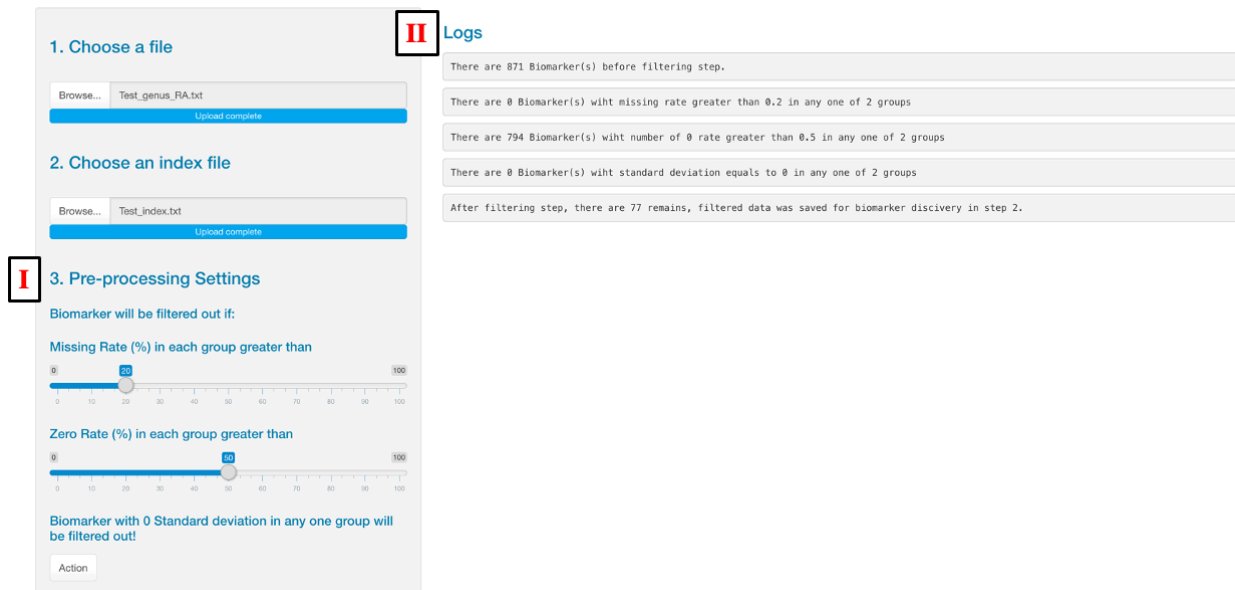 I
1. Choose a file
Browse... Test_genus_RA.txt
Upload complete
2. Choose an index file
Browse... Test_index.txt
Upload complete
3. Pre-processing Settings
Biomarker will be filtered out if:
Missing Rate (%) in each group greater than
0 20 100
0 10 20 30 40 50 60 70 80 90 100
Zero Rate (%) in each group greater than
0 50 100
0 10 20 30 40 50 60 70 80 90 100
Biomarker with 0 Standard deviation in any one group will
be filtered out!
Action
II
Logs
There are 871 Biomarker(s) before filtering step.
There are 0 Biomarker(s) wiht missing rate greater than 0.2 in any one of 2 groups
There are 794 Biomarker(s) wiht number of 0 rate greater than 0.5 in any one of 2 groups
There are 0 Biomarker(s) wiht standard deviation equals to 0 in any one of 2 groups
After filtering step, there are 77 remains, filtered data was saved for biomarker discivery in step 2.